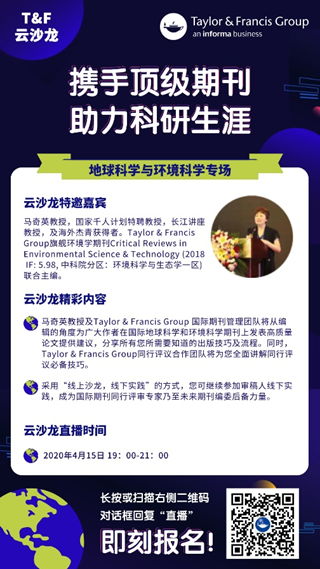 T&F
云沙龙
Taylor & Francis Group
an informa business
携手顶级期刊
助力科研生涯
地球科学与环境科学专场
云沙龙特邀嘉宾
马奇英教授，国家千人计划特聘教授，长江讲座
教授，及海外杰青获得者。Taylor & Francis
Group旗舰环境学期刊Critical Reviews in
Environmental Science & Technology (2018
IF: 5.98, 中科院分区：环境科学与生态学一区)
联合主编。
云沙龙精彩内容
马奇英教授及Taylor & Francis Group 国际期刊管理团队将从编
辑的角度为广大作者在国际地球科学和环境科学期刊上发表高质量
论文提供建议，分享所有您所需要知道的出版技巧及流程。同时，
Taylor & Francis Group同行评议合作团队将为您全面讲解同行评
议必备技巧。
采用“线上沙龙，线下实践”的方式，您可继续参加审稿人线下实
践，成为国际期刊同行评审专家乃至未来期刊编委后备力量。
云沙龙直播时间
2020年4月15日 19：00-21：00
长按或扫描右侧二维码
对话框回复“直播”
即刻报名!